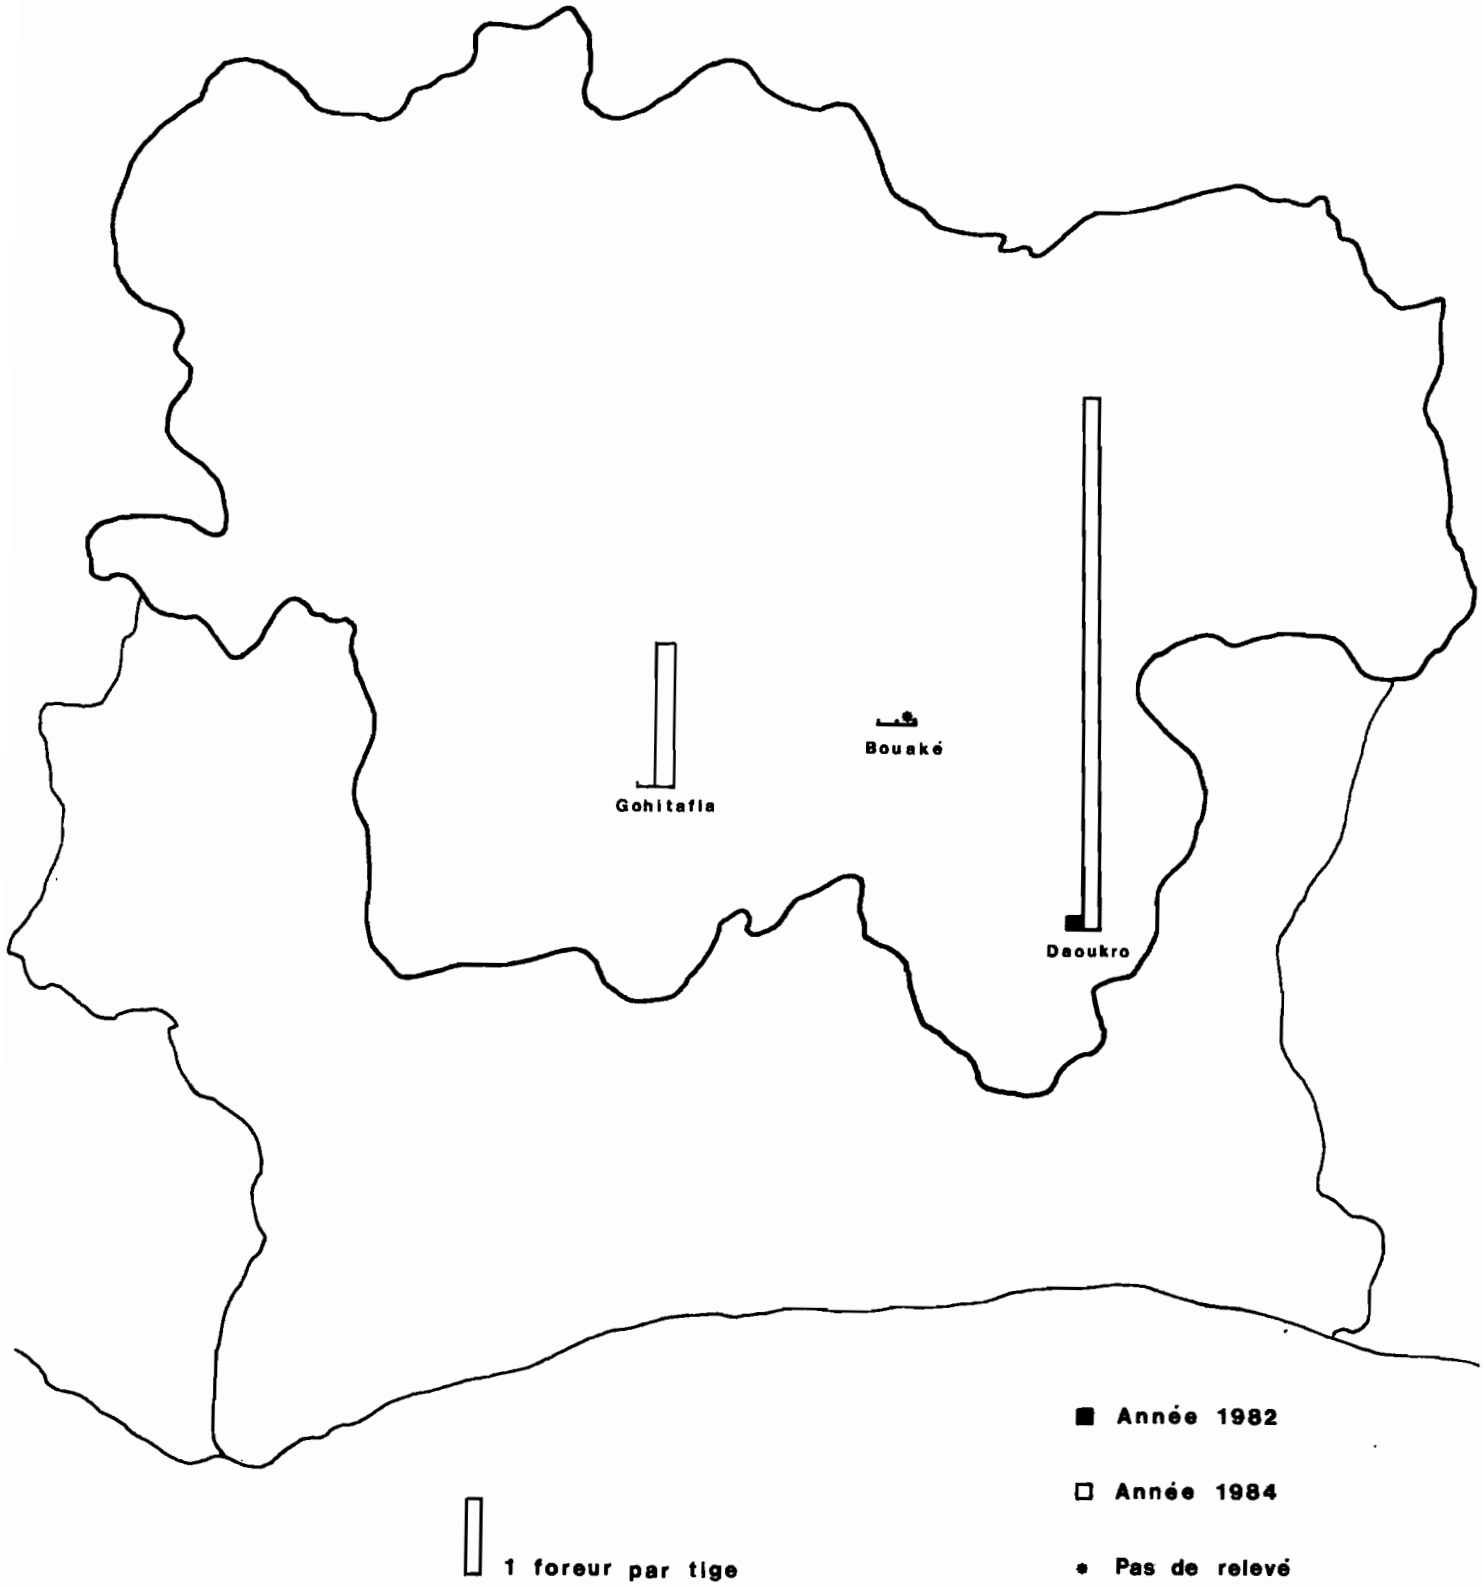 Bouaké
Gohitafla
Daoukro
Année 1982
Année 1984
1 foreur par tige
* Pas de relevé